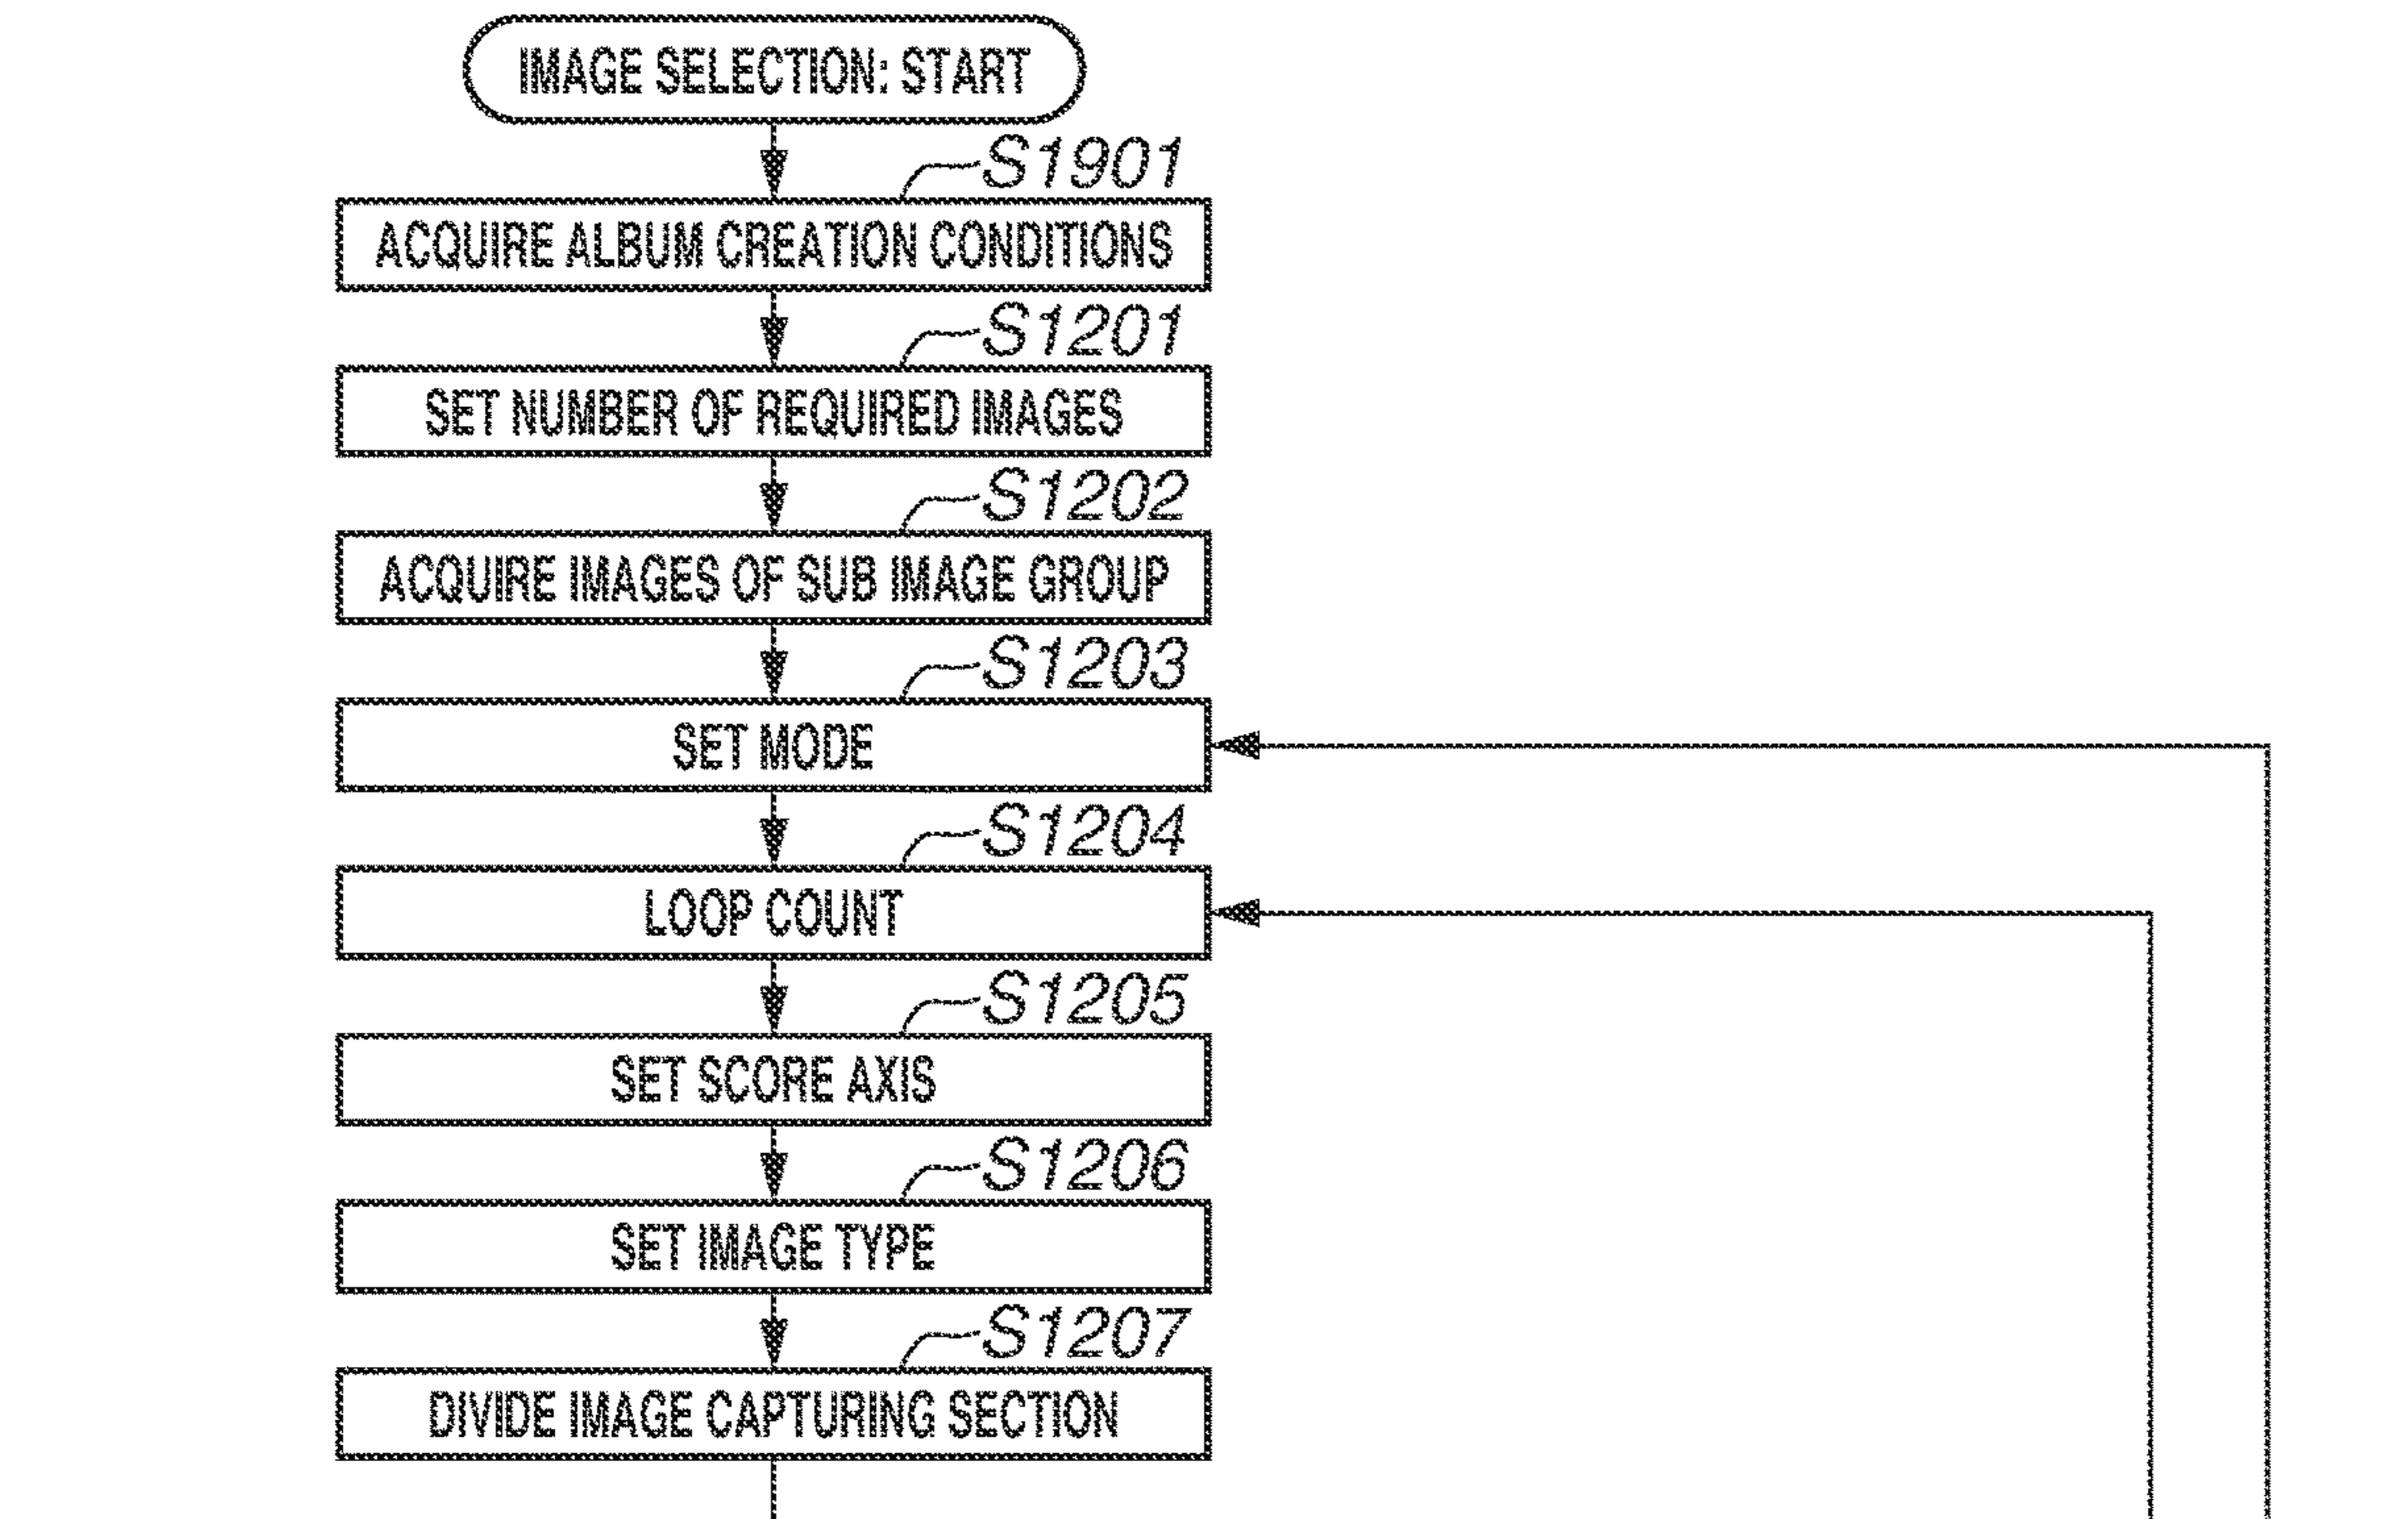 IMAGE SELECTION: START
S1901
ACQUIRE ALBUM CREATION CONDITIONS
S1201
SET NUMBER OF REQUIRED IMAGES
S1202
ACQUIRE IMAGES OF SUB IMAGE GROUP
S1203
SET MODE
S1204
LOOP COUNT
S1205
SET SCORE AXIS
S1206
SET IMAGE TYPE
S1207
DIVIDE IMAGE CAPTURING SECTION